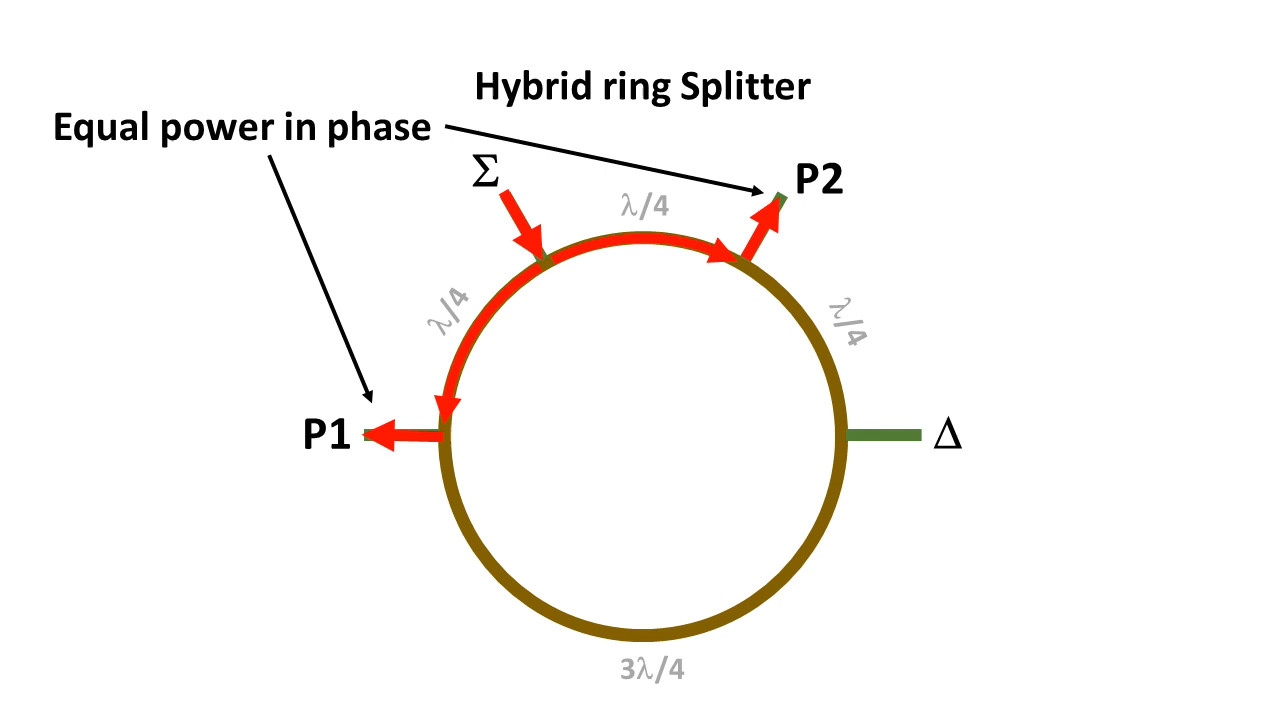 Hybrid ring Splitter
Equal power in phase
Σ
P2
λ/4
λ/4
λ/4
P1
Δ
3λ/4